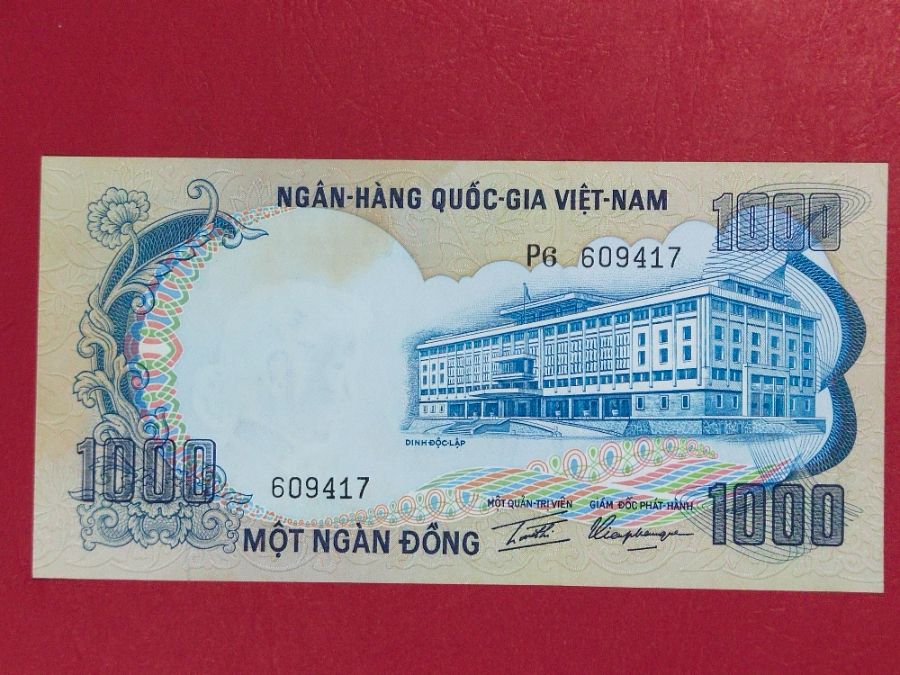 NGÂN-HÀNG QUỐC-GIA VIỆT-NAM
1000
P6 609417
DINH ĐỘC-LẬP
1000
609417
MỘT QUẢN-TRỊ VIÊN GIÁM ĐỐC PHÁT-HÀNH
1000
MỘT NGÀN ĐỒNG